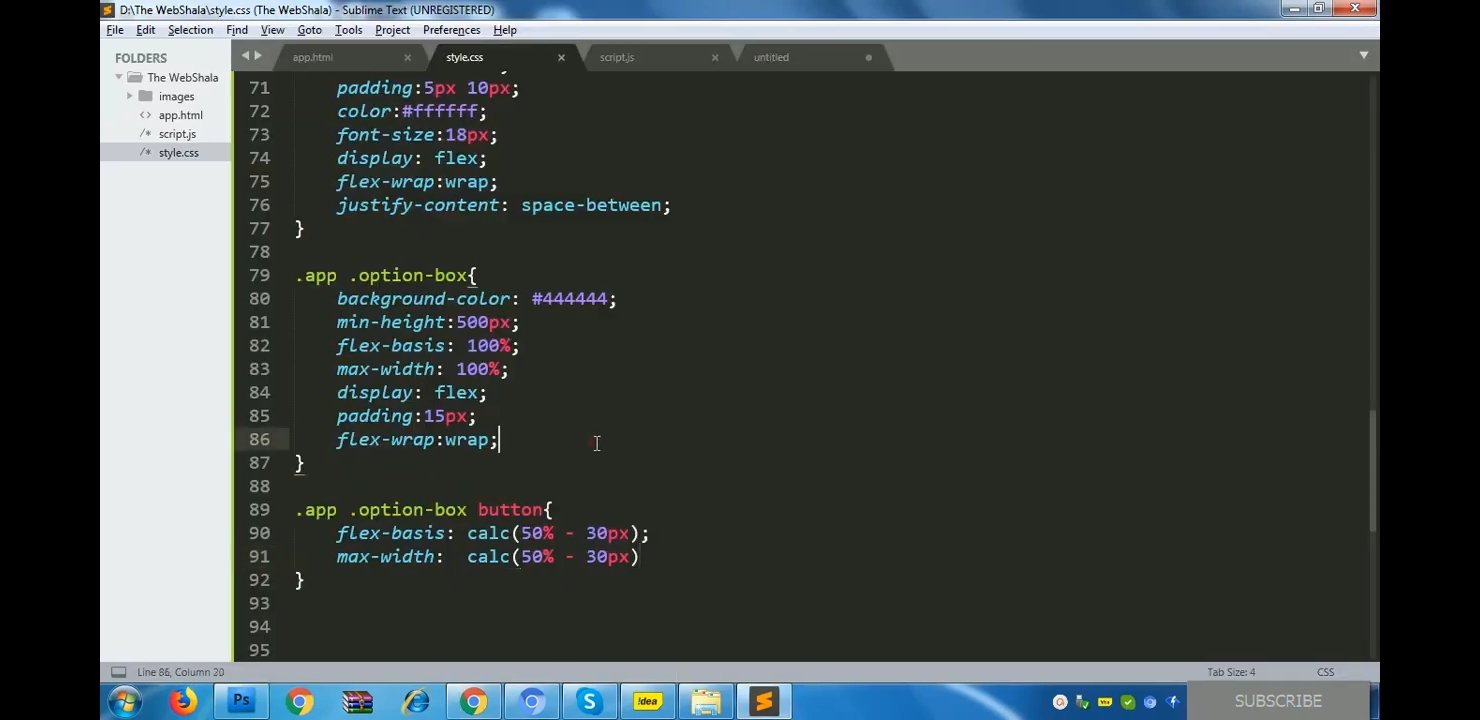 D:\The WebShala\style.css (The WebShala) - Sublime Text (UNREGISTERED)
File Edit Selection Find View Goto Tools Project Preferences Help
FOLDERS
The WebShala
images
<> app.html
/* script.js
/* style.css
app.html × style.css × script.js × untitled
71 padding:5px 10px;
72 color:#ffffff;
73 font-size:18px;
74 display: flex;
75 flex-wrap:wrap;
76 justify-content: space-between;
77 }
78
79 .app .option-box{
80 background-color: #444444;
81 min-height:500px;
82 flex-basis: 100%;
83 max-width: 100%;
84 display: flex;
85 padding:15px;
86 flex-wrap:wrap;
87 }
88
89 .app .option-box button{
90 flex-basis: calc(50% - 30px);
91 max-width:  calc(50% - 30px)
92 }
93
94
95
Line 86, Column 20 Tab Size: 4 CSS
Ps !dea SUBSCRIBE